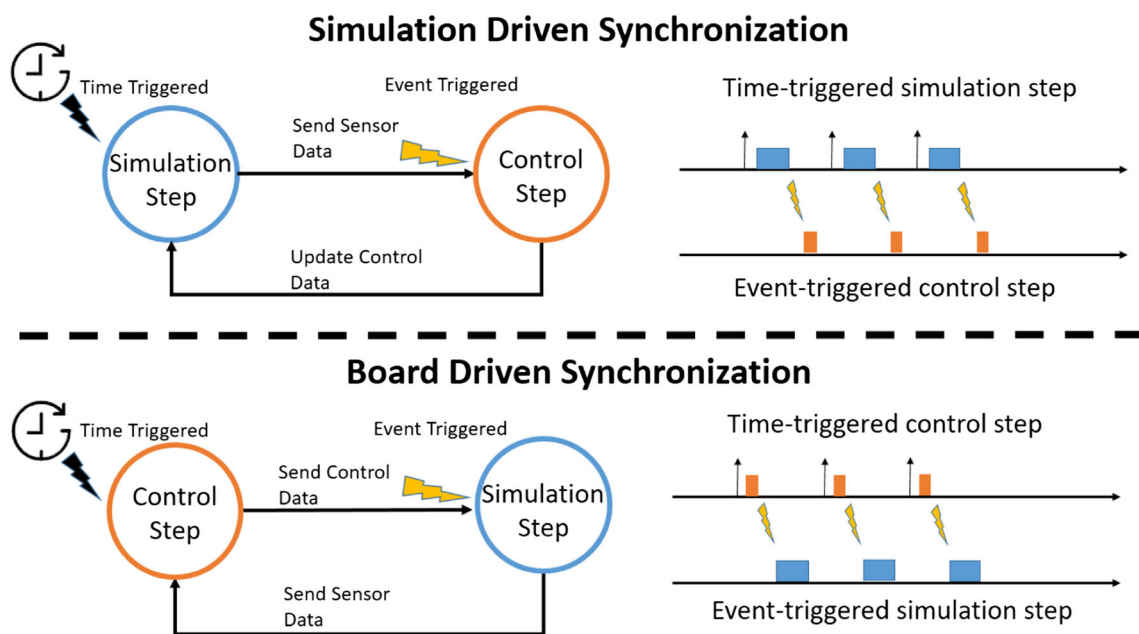 Simulation Driven Synchronization
Time Triggered
Event Triggered
Send Sensor
Data
Simulation
Step
Control
Step
Update Control
Data
Time-triggered simulation step
Event-triggered control step
Board Driven Synchronization
Time Triggered
Event Triggered
Send Control
Data
Control
Step
Simulation
Step
Send Sensor
Data
Time-triggered control step
Event-triggered simulation step